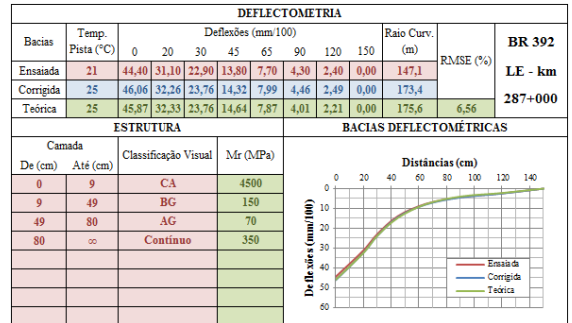 DEFLECTOMETRIA
Bacias Temp. Pista (°C) Deflexões (mm/100) Raio Curv. (m) RMSE (%) BR 392
0 20 30 45 65 90 120 150
LE - km
287+000
Ensaiada 21 44,40 31,10 22,90 13,80 7,70 4,30 2,40 0,00 147,1
Corrigida 25 46,06 32,26 23,76 14,32 7,99 4,46 2,49 0,00 173,4
Teórica 25 45,87 32,33 23,76 14,64 7,87 4,01 2,21 0,00 175,6 6,56
ESTRUTURA BACIAS DEFLECTOMÉTRICAS
Camada Classificação Visual Mr (MPa)
De (cm) Até (cm)
0 9 CA 4500
9 49 BG 150
49 80 AG 70
80 ∞ Contínuo 350
Distâncias (cm)
0 20 40 60 80 100 120 140
Deflexões (mm/100)
0
10
20
30
40
50
60
Ensaiada
Corrigida
Teórica